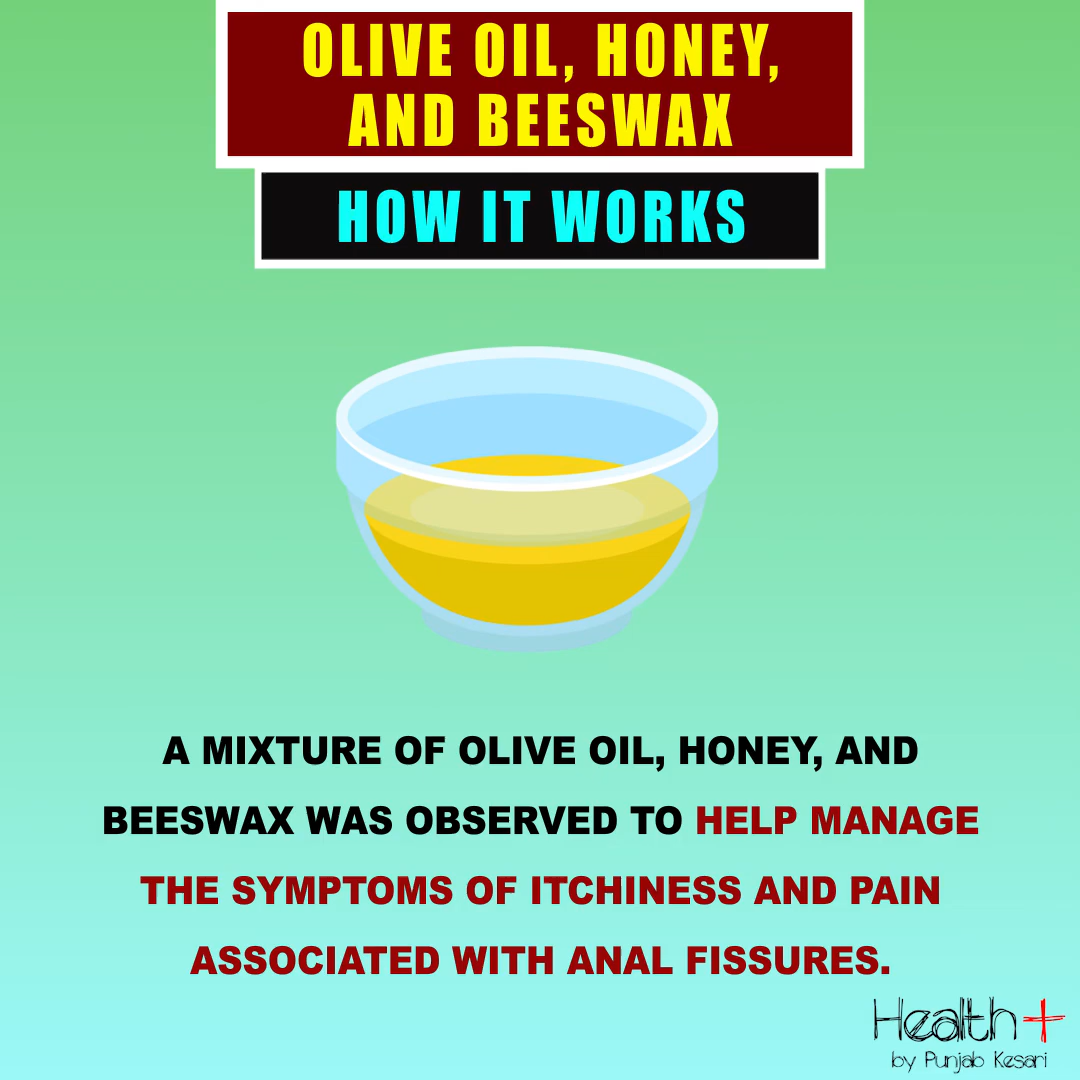 OLIVE OIL, HONEY,
AND BEESWAX
HOW IT WORKS
A MIXTURE OF OLIVE OIL, HONEY, AND
BEESWAX WAS OBSERVED TO HELP MANAGE
THE SYMPTOMS OF ITCHINESS AND PAIN
ASSOCIATED WITH ANAL FISSURES.
Health+
by Punjab Kesari